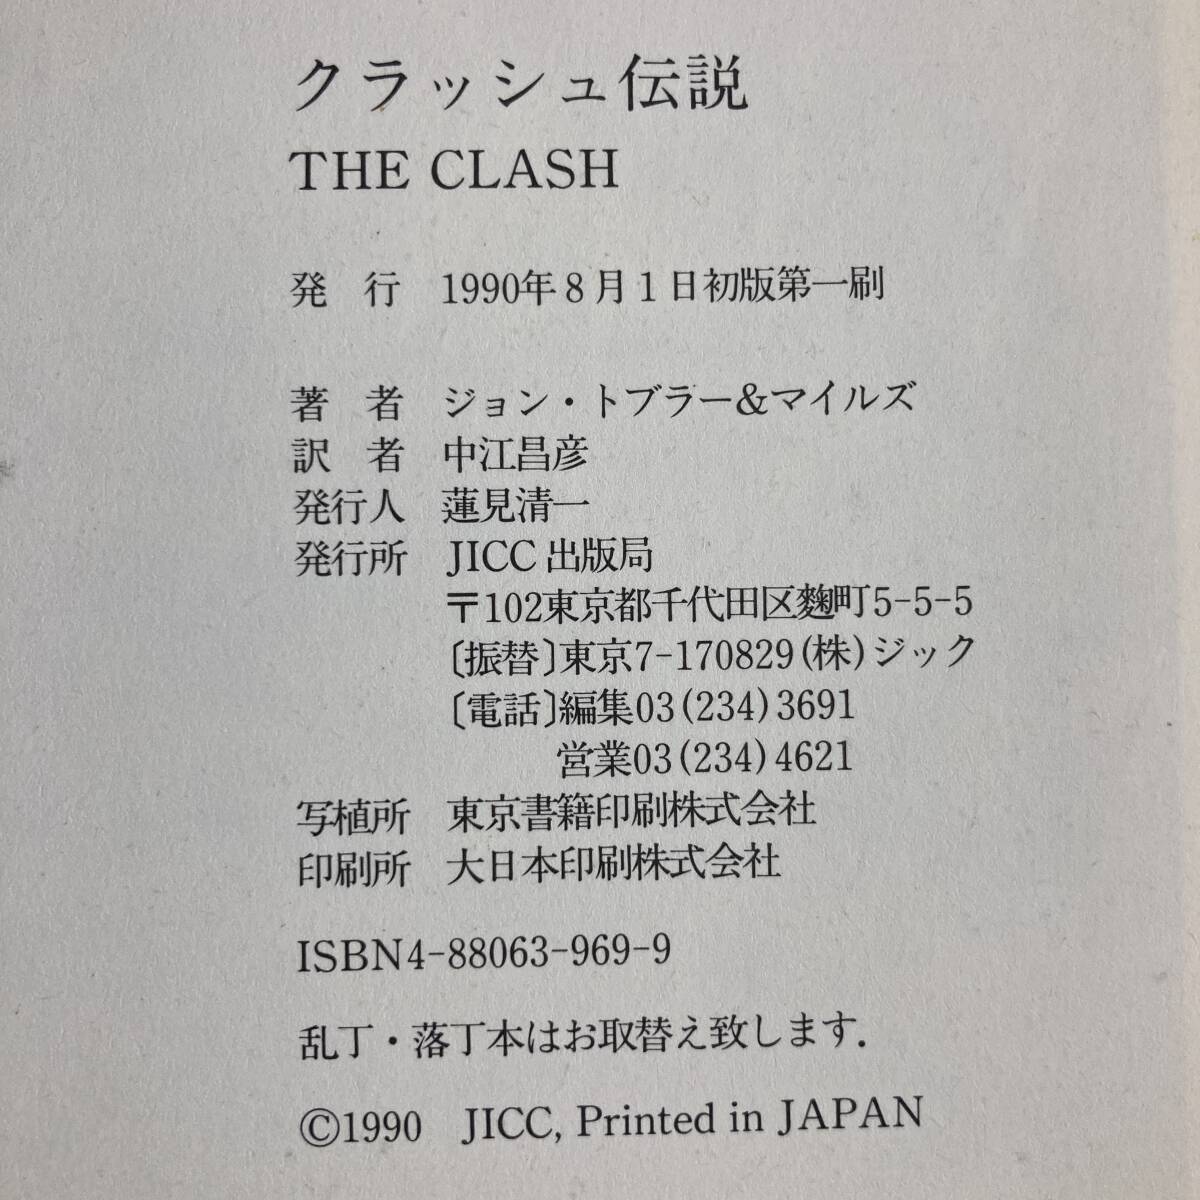 クラッシュ伝説
THE CLASH
発 行 1990年8月1日初版第一刷
著 者 ジョン・トブラー&マイルズ
訳 者 中江昌彦
発行人 蓮見清一
発行所 JICC 出版局
〒102東京都千代田区麴町5-5-5
〔振替〕東京7-170829(株)ジック
〔電話〕編集03(234)3691
営業03(234)4621
写植所 東京書籍印刷株式会社
印刷所 大日本印刷株式会社
ISBN4-88063-969-9
乱丁・落丁本はお取替え致します.
©1990 JICC, Printed in JAPAN